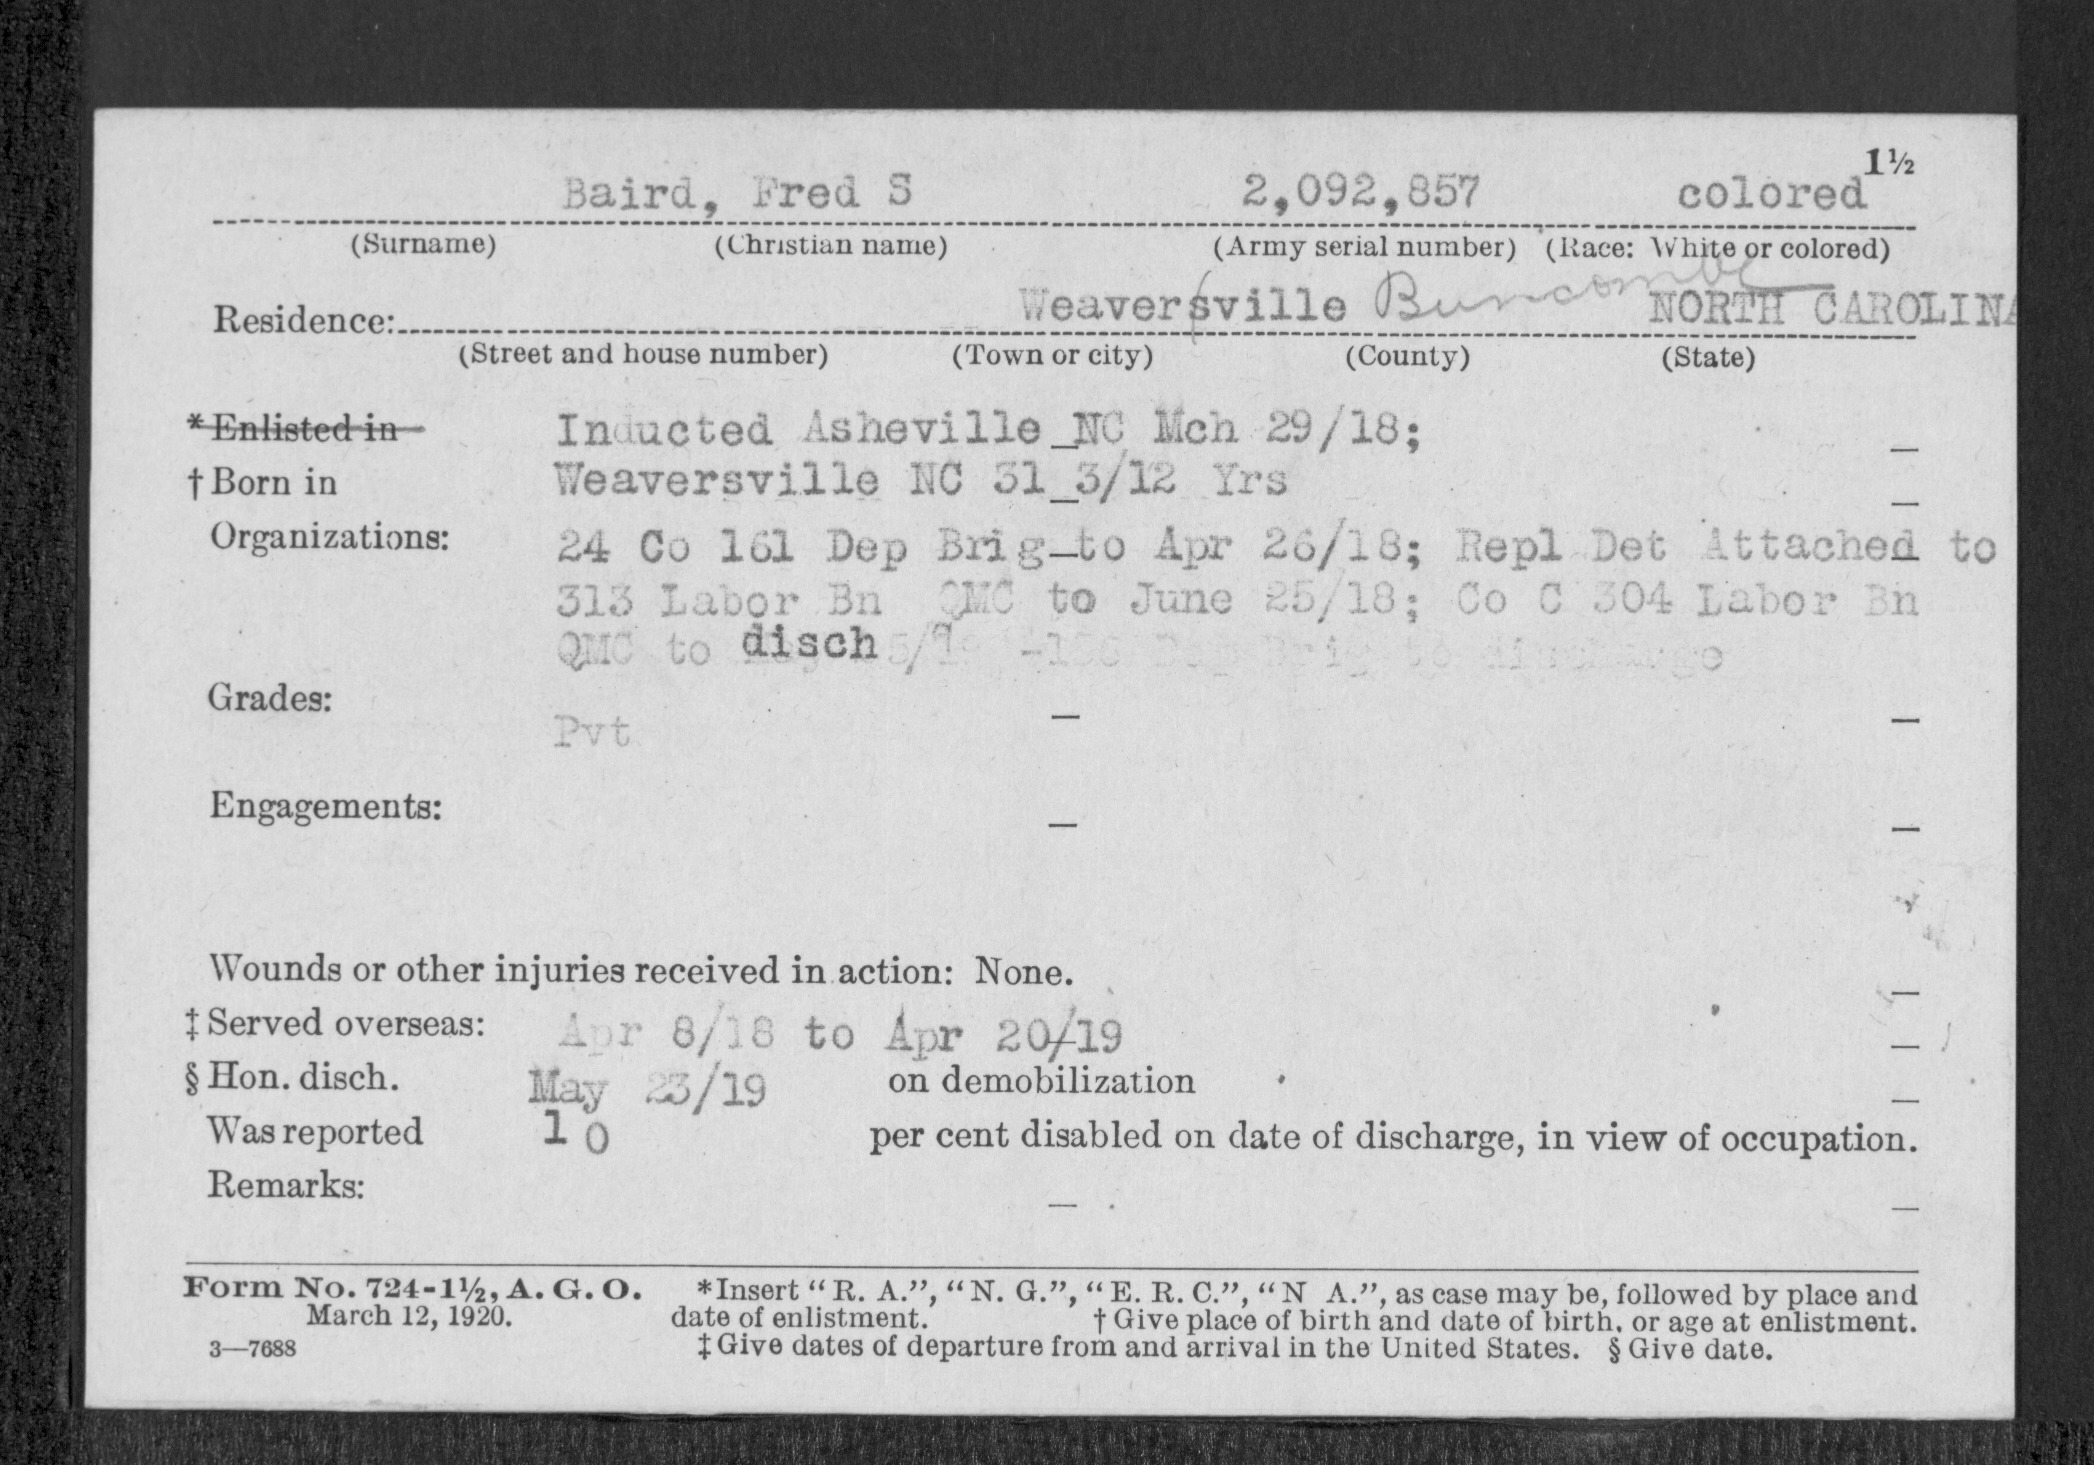 1½
Baird, Fred S 2,092,857 colored
(Surname) (Christian name) (Army serial number) (Race: White or colored)
Residence: Weaversville Buncombe NORTH CAROLINA
(Street and house number) (Town or city) (County) (State)
*Enlisted in Inducted Asheville NC Mch 29/18;
†Born in Weaversville NC 31 3/12 Yrs
Organizations: 24 Co 161 Dep Brig to Apr 26/18; Repl Det Attached to
313 Labor Bn QMC to June 25/18; Co C 304 Labor Bn
QMC to disch
Grades:
Pvt
Engagements:
Wounds or other injuries received in action: None.
‡Served overseas: Apr 8/18 to Apr 20/19
§Hon. disch. May 23/19 on demobilization
Was reported 10 per cent disabled on date of discharge, in view of occupation.
Remarks:
Form No. 724-1½, A. G. O. *Insert "R. A.", "N. G.", "E. R. C.", "N A.", as case may be, followed by place and
March 12, 1920. date of enlistment. †Give place of birth and date of birth, or age at enlistment.
3—7688 ‡Give dates of departure from and arrival in the United States. §Give date.